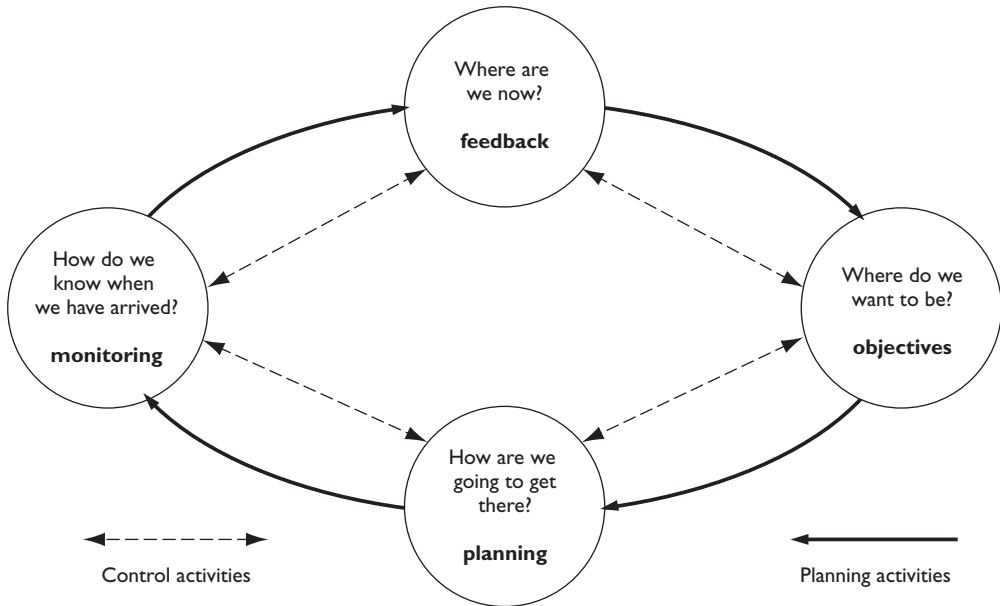 Where are
we now?
feedback
How do we
know when
we have arrived?
monitoring
Where do we
want to be?
objectives
How are we
going to get
there?
planning
Control activities
Planning activities